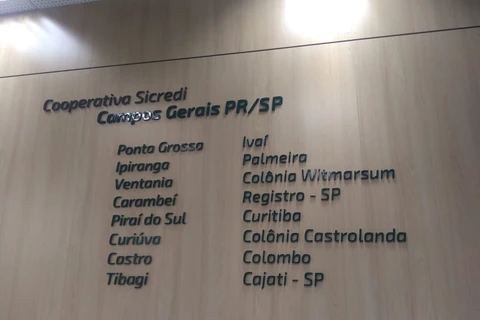 Cooperativa Sicredi
Campos Gerais PR/SP
Ponta Grossa
Ipiranga
Ventania
Carambeí
Piraí do Sul
Curiúva
Castro
Tibagi
Ivaí
Palmeira
Colônia Witmarsum
Registro - SP
Curitiba
Colônia Castrolanda
Colombo
Cajati - SP